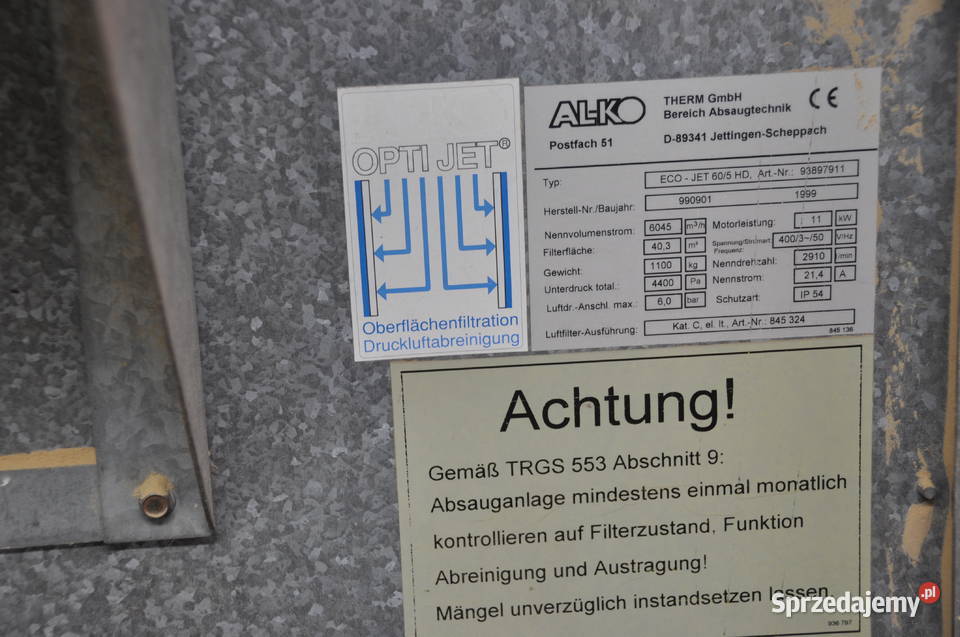 OPTI JET®
Oberflächenfiltration
Druckluftabreinigung
AL-KO
THERM GmbH
Bereich Absaugtechnik
CE
Postfach 51
D-89341 Jettingen-Scheppach
Typ: ECO - JET 60/5 HD, Art.-Nr.: 93897911
Herstell-Nr./Baujahr: 990901 1999
Nennvolumenstrom: 6045 m³/h Motorleistung: 11 kW
Filterfläche: 40,3 m² Spannung/Stromart Frequenz: 400/3~/50 V/Hz
Gewicht: 1100 kg Nenndrehzahl: 2910 1/min
Unterdruck total.: 4400 Pa Nennstrom: 21,4 A
Luftdr.-Anschl. max.: 6,0 bar Schutzart: IP 54
Luftfilter-Ausführung: Kat. C, el. lt., Art.-Nr.: 845 324
845 136
Achtung!
Gemäß TRGS 553 Abschnitt 9:
Absauganlage mindestens einmal monatlich
kontrollieren auf Filterzustand, Funktion
Abreinigung und Austragung!
Mängel unverzüglich instandsetzen lassen.
936 797
Sprzedajemy.pl